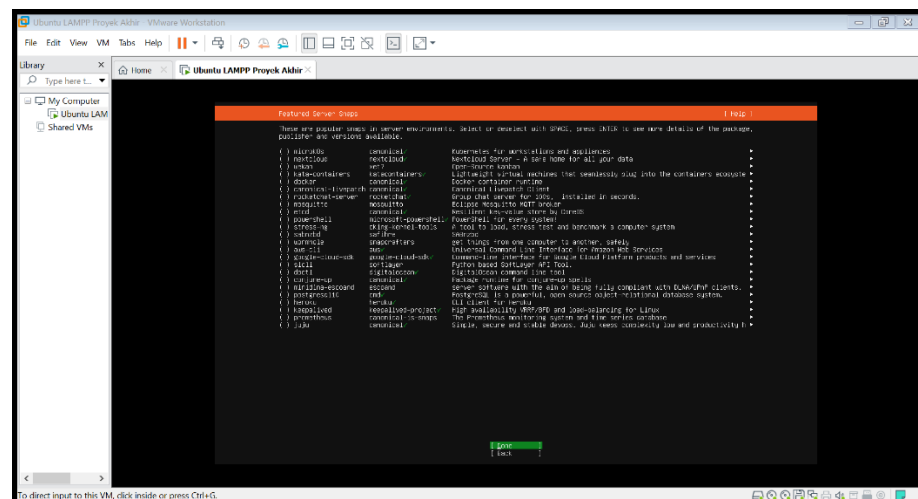 Ubuntu LAMPP Proyek Akhir - VMware Workstation
File Edit View VM Tabs Help
Library
Type here t...
My Computer
Ubuntu LAM
Shared VMs
Home
Ubuntu LAMPP Proyek Akhir
Featured Server Snaps [ Help ]
These are popular snaps in server environments. Select or deselect with SPACE, press ENTER to see more details of the package,
publisher and versions available.
( ) microk8s canonical✓ Kubernetes for workstations and appliances
( ) nextcloud nextcloud✓ Nextcloud Server - A safe home for all your data
( ) wekan xet7 Open-Source kanban
( ) kata-containers katacontainers✓ Lightweight virtual machines that seamlessly plug into the containers ecosyste
( ) docker canonical✓ Docker container runtime
( ) canonical-livepatch canonical✓ Canonical Livepatch Client
( ) rocketchat-server rocketchat✓ Group chat server for 100s, installed in seconds.
( ) mosquitto mosquitto Eclipse Mosquitto MQTT broker
( ) etcd canonical✓ Resilient key-value store by CoreOS
( ) powershell microsoft-powershell✓ PowerShell for every system!
( ) stress-ng cking-kernel-tools A tool to load, stress test and benchmark a computer system
( ) sabnzbd safihre SABnzbd
( ) wormhole snapcrafters get things from one computer to another, safely
( ) aws-cli aws✓ Universal Command Line Interface for Amazon Web Services
( ) google-cloud-sdk google-cloud-sdk✓ Command-line interface for Google Cloud Platform products and services
( ) slcli softlayer Python based SoftLayer API Tool.
( ) doctl digitalocean✓ DigitalOcean command line tool
( ) conjure-up canonical✓ Package runtime for conjure-up spells
( ) minidlna-escoand escoand server software with the aim of being fully compliant with DLNA/UPnP clients.
( ) postgresql10 cmd✓ PostgreSQL is a powerful, open source object-relational database system.
( ) heroku heroku✓ CLI client for Heroku
( ) keepalived keepalived-project✓ High availability VRRP/BFD and load-balancing for Linux
( ) prometheus canonical-is-snaps The Prometheus monitoring system and time series database
( ) juju canonical✓ Simple, secure and stable devops. Juju keeps complexity low and productivity h
[ Done ]
[ Back ]
To direct input to this VM, click inside or press Ctrl+G.